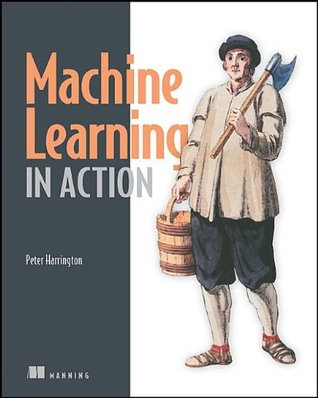 Machine
Learning
IN ACTION
Peter Harrington
MANNING